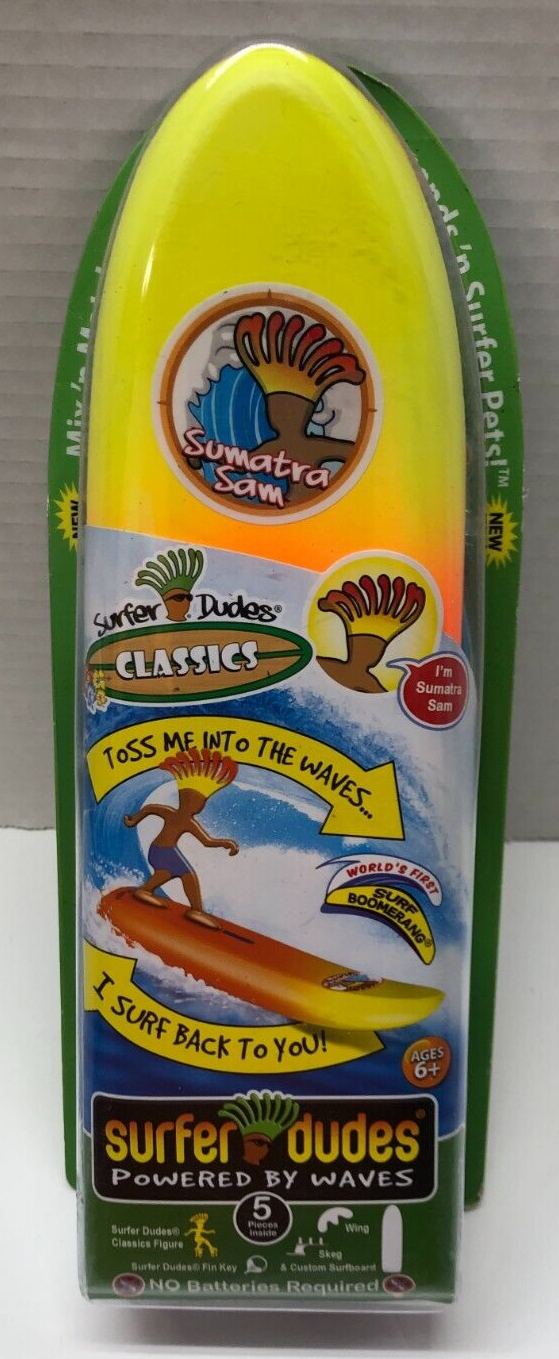 Mix 'n
'n Surfer Pets!™
NEW
NEW
Sumatra
Sam
Surfer Dudes®
CLASSICS
I'm
Sumatra
Sam
TOSS ME INTO THE WAVES...
WORLD'S FIRST
SURF
BOOMERANG®
I SURF BACK TO YOU!
AGES
6+
surfer dudes®
POWERED BY WAVES
5
Pieces
Inside
Surfer Dudes®
Classics Figure
Wing
Skeg
Surfer Dudes® Fin Key
& Custom Surfboard
NO Batteries Required